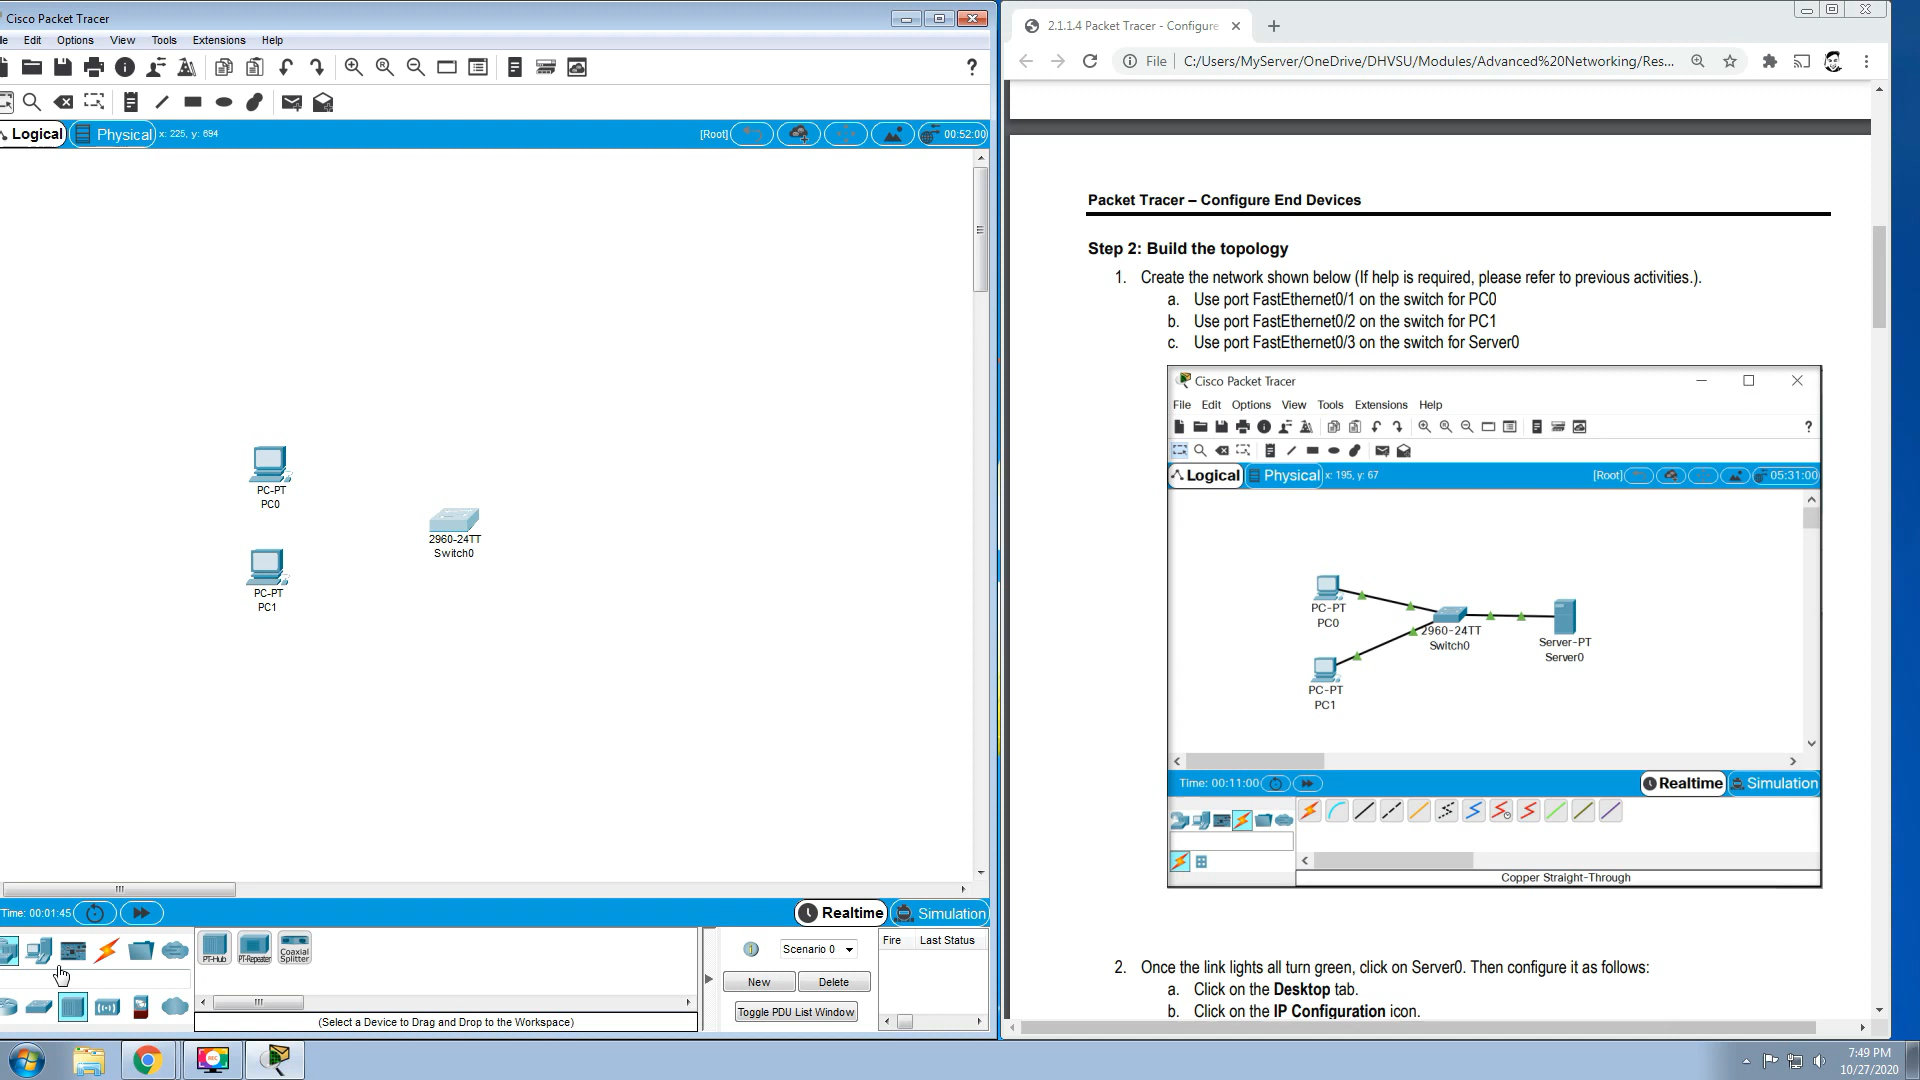 Cisco Packet Tracer
le Edit Options View Tools Extensions Help
?
Logical Physical x: 225, y: 694 [Root] 00:52:00
PC-PT
PC0
2960-24TT
Switch0
PC-PT
PC1
Time: 00:01:45 Realtime Simulation
PT-Hub PT-Repeater Coaxial Splitter
Scenario 0
Fire Last Status
New Delete
Toggle PDU List Window
(Select a Device to Drag and Drop to the Workspace)
2.1.1.4 Packet Tracer - Configure
File C:/Users/MyServer/OneDrive/DHVSU/Modules/Advanced%20Networking/Res...
Packet Tracer – Configure End Devices
Step 2: Build the topology
1. Create the network shown below (If help is required, please refer to previous activities.).
a. Use port FastEthernet0/1 on the switch for PC0
b. Use port FastEthernet0/2 on the switch for PC1
c. Use port FastEthernet0/3 on the switch for Server0
Cisco Packet Tracer
File Edit Options View Tools Extensions Help
?
Logical Physical x: 195, y: 67 [Root] 05:31:00
PC-PT
PC0
2960-24TT
Switch0
Server-PT
Server0
PC-PT
PC1
Time: 00:11:00 Realtime Simulation
Copper Straight-Through
2. Once the link lights all turn green, click on Server0. Then configure it as follows:
a. Click on the Desktop tab.
b. Click on the IP Configuration icon.
REC
7:49 PM
10/27/2020